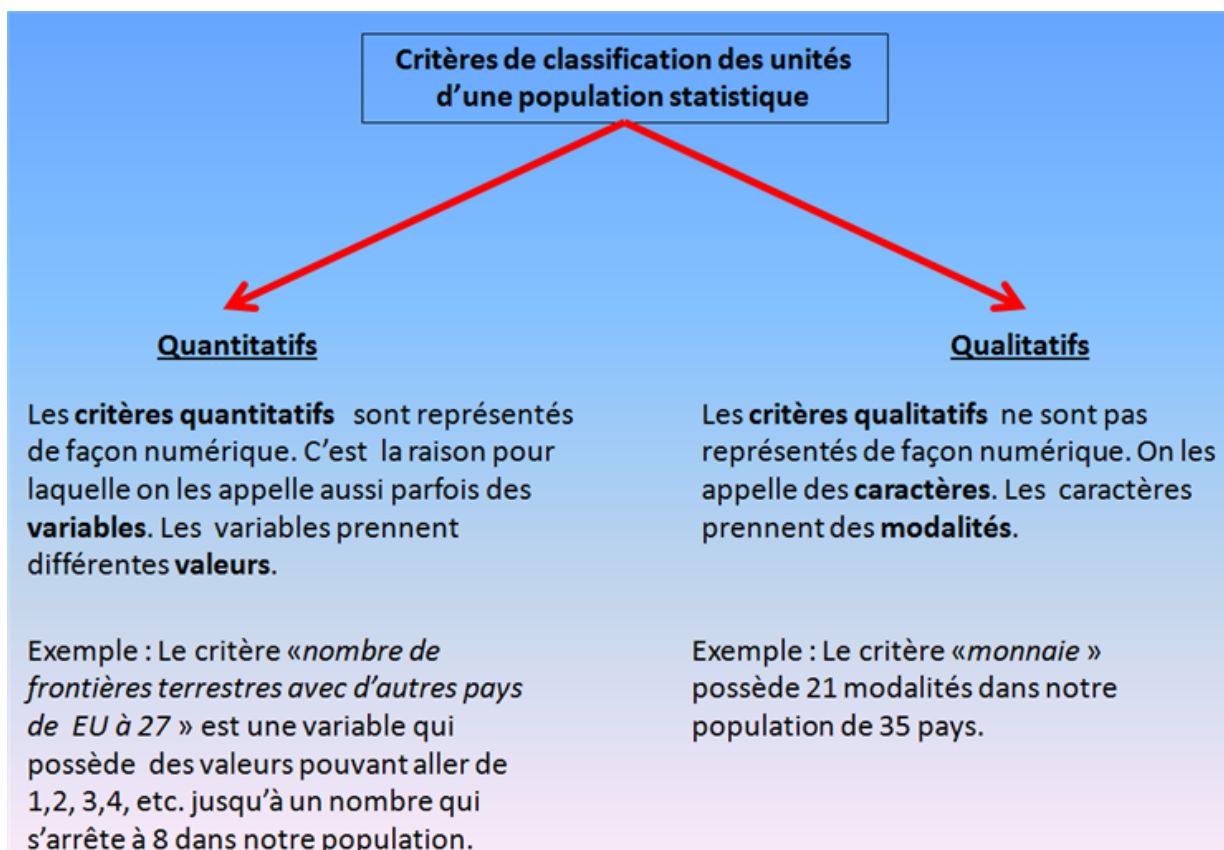 Critères de classification des unités
d’une population statistique
Quantitatifs
Les critères quantitatifs sont représentés
de façon numérique. C’est la raison pour
laquelle on les appelle aussi parfois des
variables. Les variables prennent
différentes valeurs.
Exemple : Le critère «nombre de
frontières terrestres avec d’autres pays
de EU à 27 » est une variable qui
possède des valeurs pouvant aller de
1,2, 3,4, etc. jusqu’à un nombre qui
s’arrête à 8 dans notre population.
Qualitatifs
Les critères qualitatifs ne sont pas
représentés de façon numérique. On les
appelle des caractères. Les caractères
prennent des modalités.
Exemple : Le critère «monnaie »
possède 21 modalités dans notre
population de 35 pays.